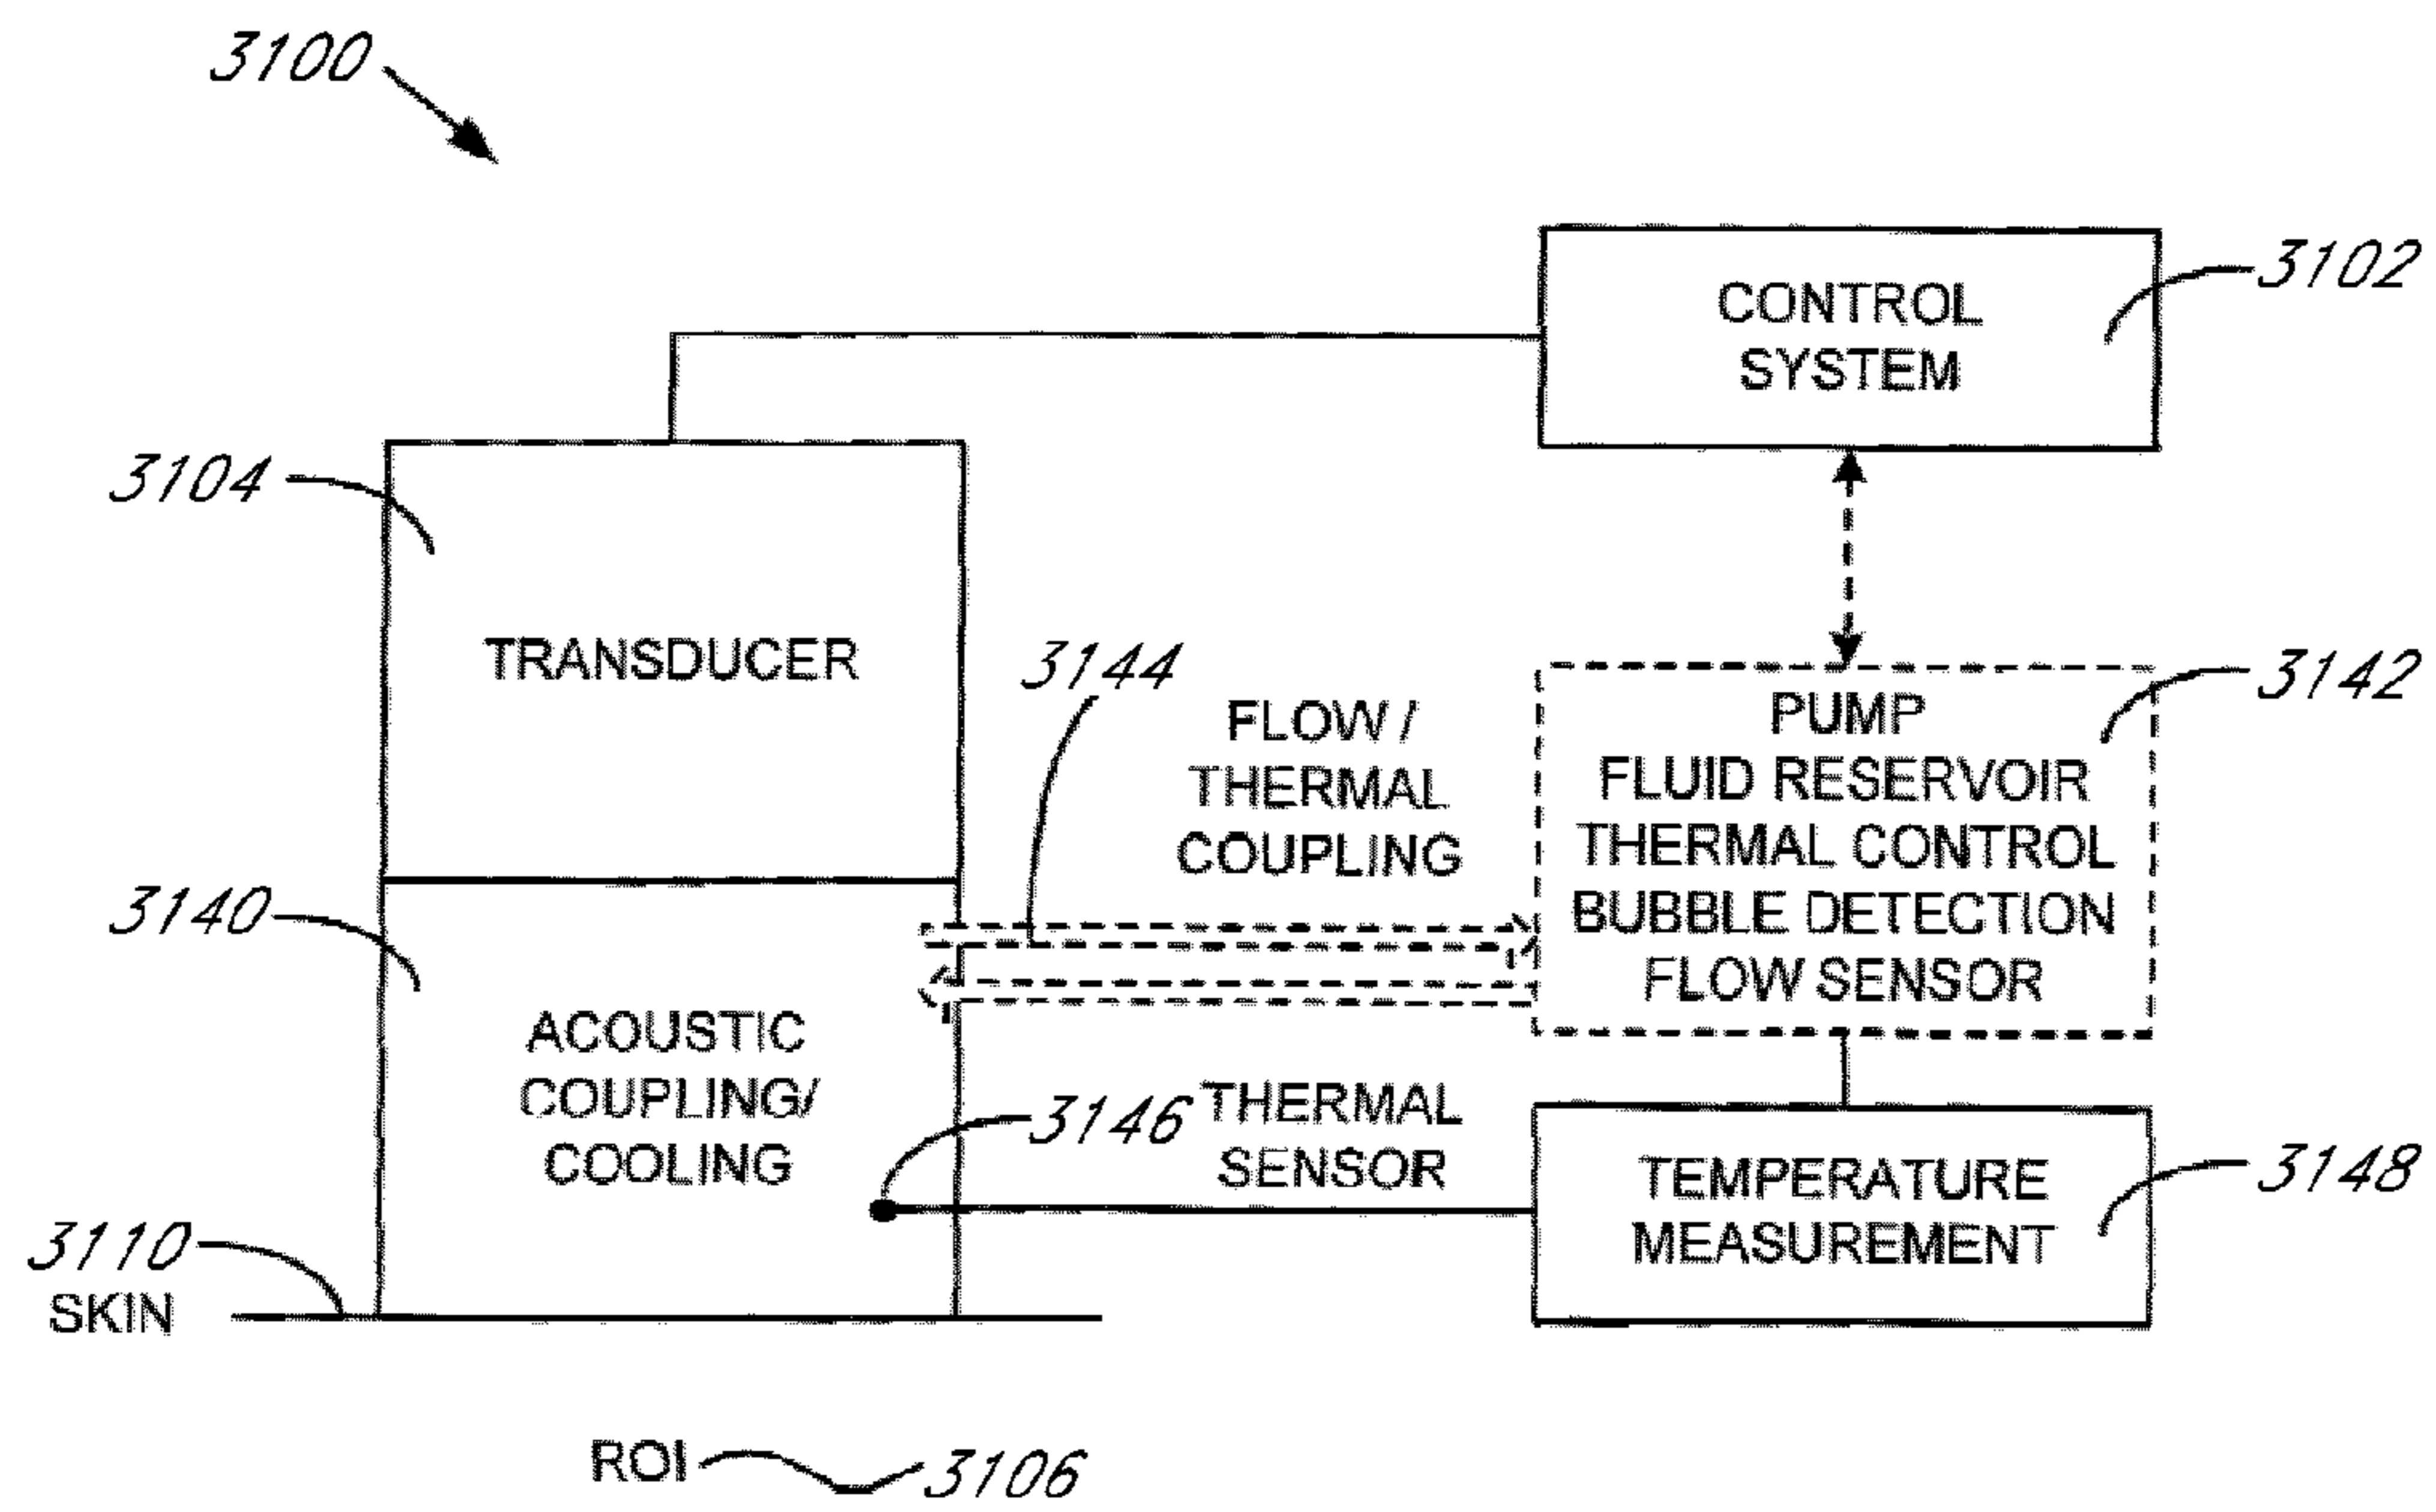 3100
CONTROL
SYSTEM
3102
3104
TRANSDUCER
3144
FLOW /
THERMAL
COUPLING
PUMP
FLUID RESERVOIR
THERMAL CONTROL
BUBBLE DETECTION
FLOW SENSOR
3142
3140
ACOUSTIC
COUPLING/
COOLING
3146
THERMAL
SENSOR
TEMPERATURE
MEASUREMENT
3148
3110
SKIN
ROI
3106